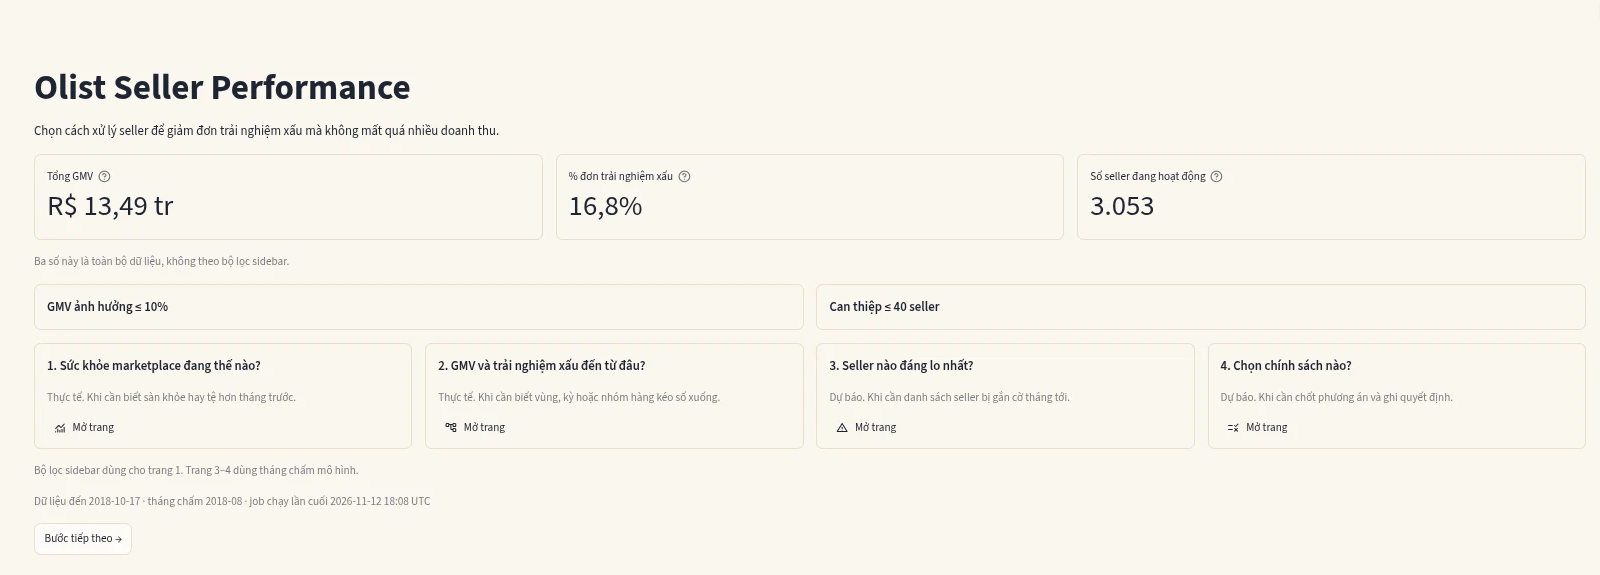 Olist Seller Performance
Chọn cách xử lý seller để giảm đơn trải nghiệm xấu mà không mất quá nhiều doanh thu.
Tổng GMV
R$ 13,49 tr
% đơn trải nghiệm xấu
16,8%
Số seller đang hoạt động
3.053
Ba số này là toàn bộ dữ liệu, không theo bộ lọc sidebar.
GMV ảnh hưởng ≤ 10%
Can thiệp ≤ 40 seller
1. Sức khỏe marketplace đang thế nào?
Thực tế. Khi cần biết sàn khỏe hay tệ hơn tháng trước.
Mở trang
2. GMV và trải nghiệm xấu đến từ đâu?
Thực tế. Khi cần biết vùng, kỳ hoặc nhóm hàng kéo số xuống.
Mở trang
3. Seller nào đáng lo nhất?
Dự báo. Khi cần danh sách seller bị gắn cờ tháng tới.
Mở trang
4. Chọn chính sách nào?
Dự báo. Khi cần chốt phương án và ghi quyết định.
Mở trang
Bộ lọc sidebar dùng cho trang 1. Trang 3–4 dùng tháng chấm mô hình.
Dữ liệu đến 2018-10-17 · tháng chấm 2018-08 · job chạy lần cuối 2026-11-12 18:08 UTC
Bước tiếp theo →